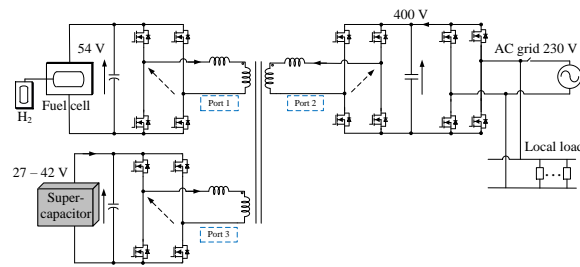 400 V
54 V
AC grid 230 V
Fuel cell
H2
Port 1
Port 2
Local load
27 – 42 V
Super-
capacitor
Port 3